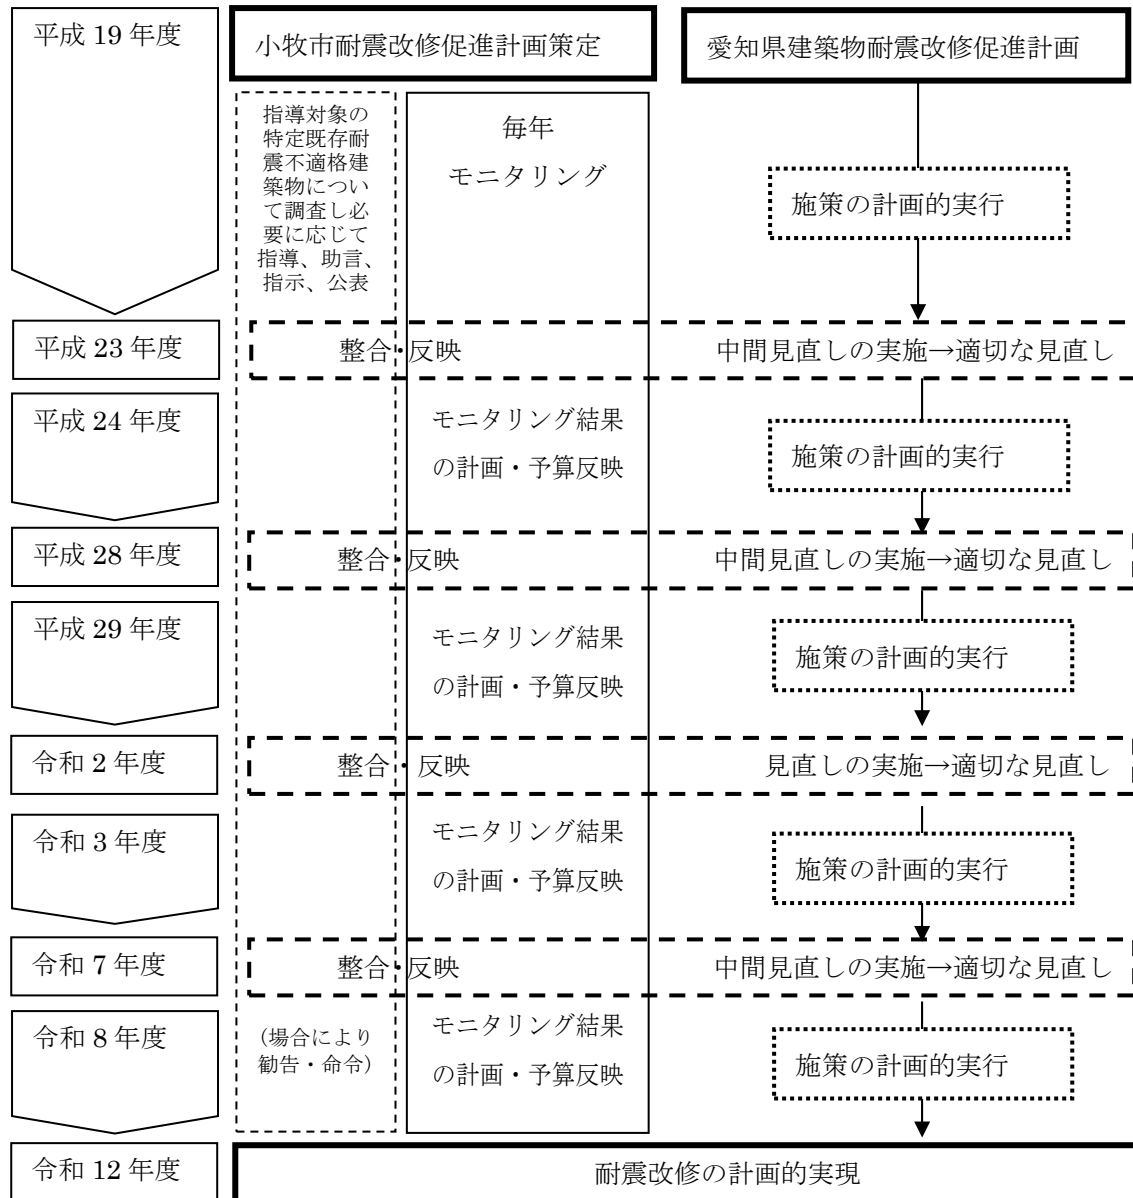 平成 19 年度
小牧市耐震改修促進計画策定
愛知県建築物耐震改修促進計画
指導対象の
特定既存耐
震不適格建
築物につい
て調査し必
要に応じて
指導、助言、
指示、公表
毎年
モニタリング
施策の計画的実行
平成 23 年度
整合・反映
中間見直しの実施→適切な見直し
平成 24 年度
モニタリング結果
の計画・予算反映
施策の計画的実行
平成 28 年度
整合・反映
中間見直しの実施→適切な見直し
平成 29 年度
モニタリング結果
の計画・予算反映
施策の計画的実行
令和 2 年度
整合・反映
見直しの実施→適切な見直し
令和 3 年度
モニタリング結果
の計画・予算反映
施策の計画的実行
令和 7 年度
整合・反映
中間見直しの実施→適切な見直し
令和 8 年度
(場合により
勧告・命令)
モニタリング結果
の計画・予算反映
施策の計画的実行
令和 12 年度
耐震改修の計画的実現